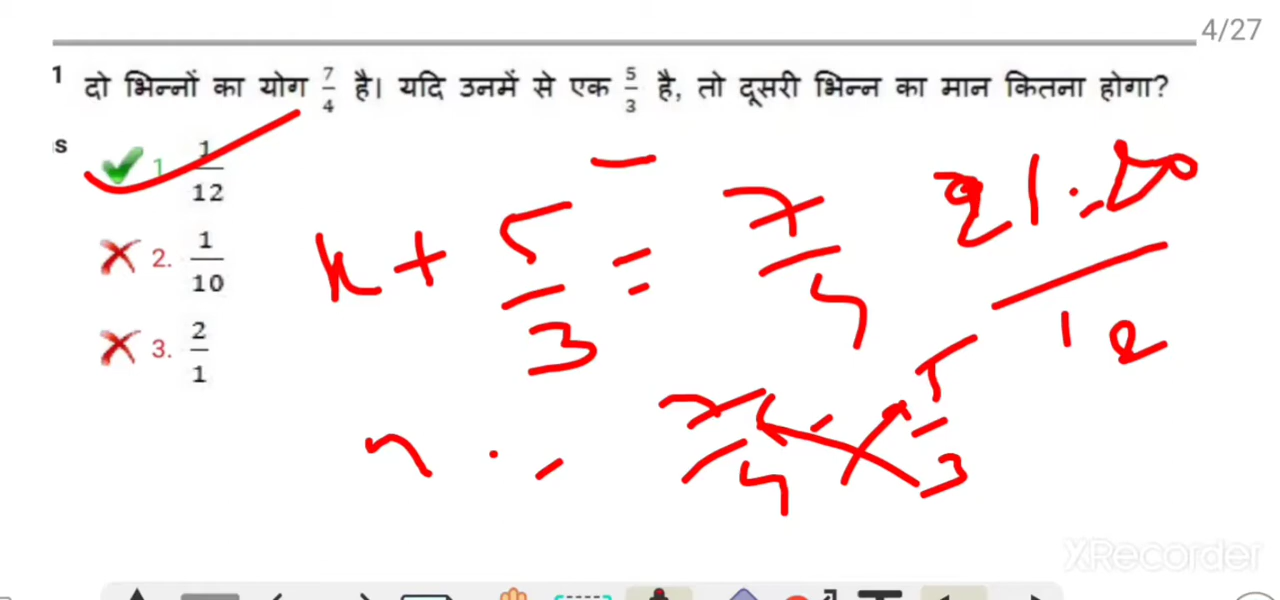 4/27
1 दो भिन्नों का योग 7/4 है। यदि उनमें से एक 5/3 है, तो दूसरी भिन्न का मान कितना होगा?
s
1. 1/12
2. 1/10
3. 2/1
x + 5/3 = 7/4
21 - 20
12
7/4 - 5/3
XRecorder